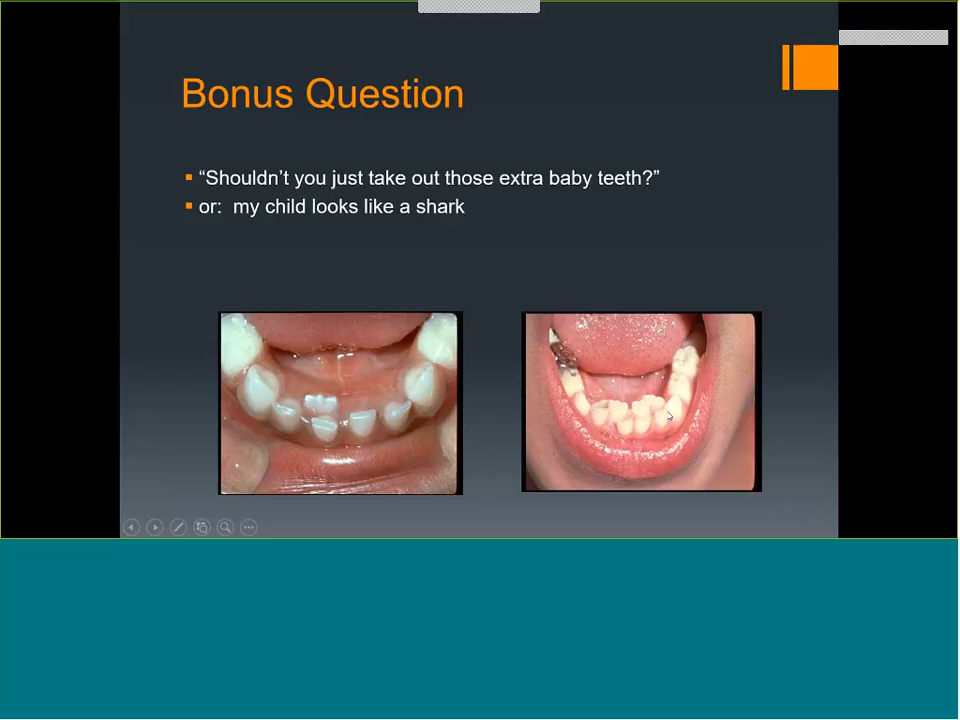 Bonus Question
“Shouldn’t you just take out those extra baby teeth?”
or:  my child looks like a shark